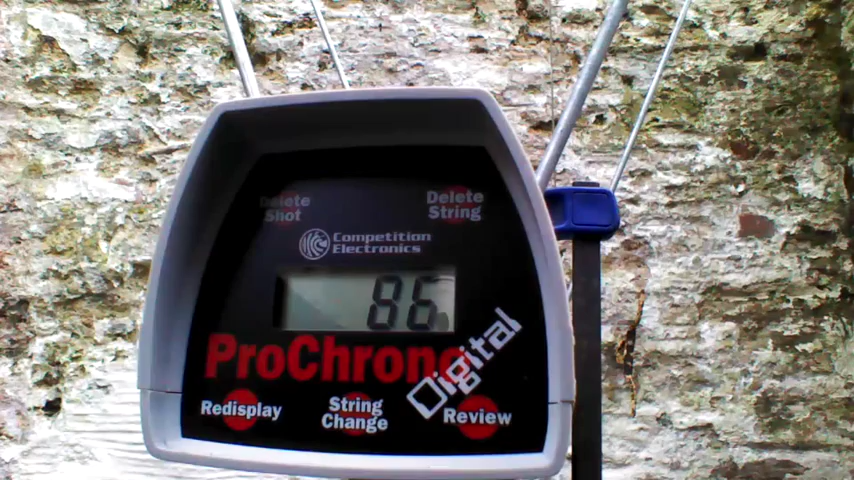 Delete
Shot
Delete
String
Competition
Electronics
86
ProChrono
Digital
Redisplay
String
Change
Review